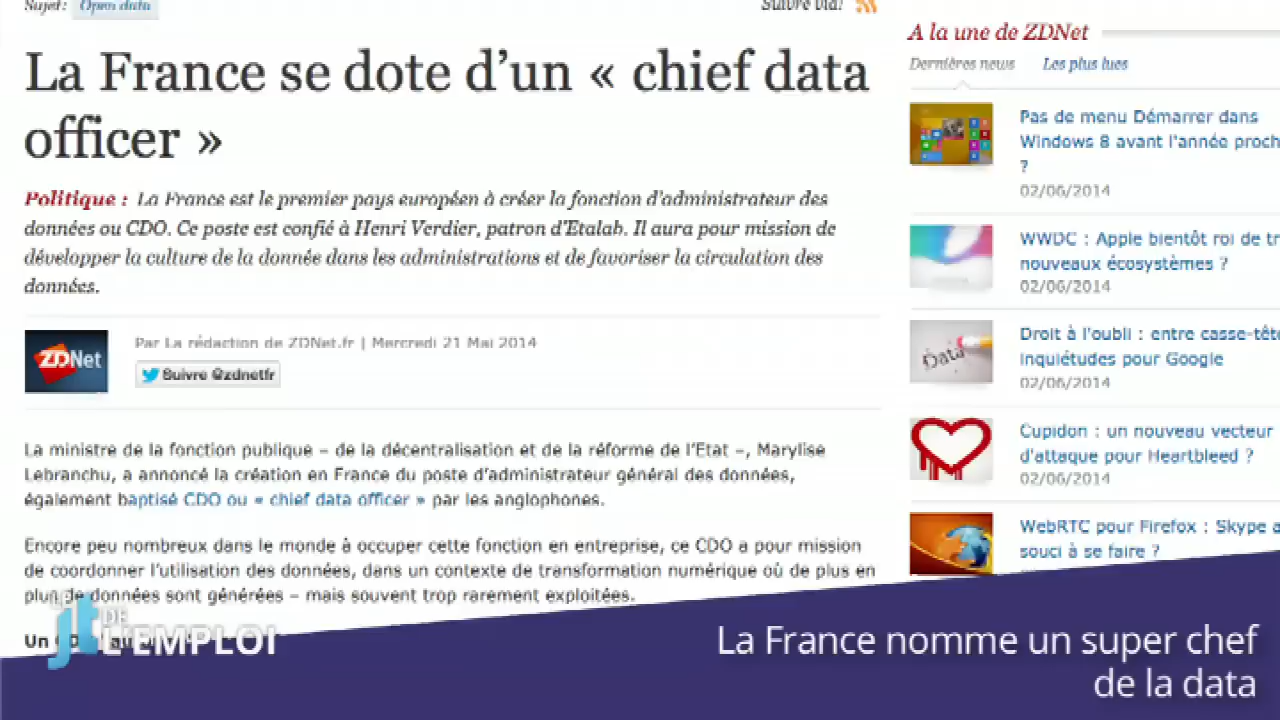 Sujet: Open data
Suivre via:
La France se dote d'un « chief data
officer »
Politique : La France est le premier pays européen à créer la fonction d'administrateur des
données ou CDO. Ce poste est confié à Henri Verdier, patron d'Etalab. Il aura pour mission de
développer la culture de la donnée dans les administrations et de favoriser la circulation des
données.
ZDNet
Par La rédaction de ZDNet.fr | Mercredi 21 Mai 2014
Suivre @zdnetfr
La ministre de la fonction publique – de la décentralisation et de la réforme de l'Etat –, Marylise
Lebranchu, a annoncé la création en France du poste d'administrateur général des données,
également baptisé CDO ou « chief data officer » par les anglophones.
Encore peu nombreux dans le monde à occuper cette fonction en entreprise, ce CDO a pour mission
de coordonner l'utilisation des données, dans un contexte de transformation numérique où de plus en
plus de données sont générées – mais souvent trop rarement exploitées.
Un
A la une de ZDNet
Dernières news Les plus lues
Pas de menu Démarrer dans
Windows 8 avant l'année proch
?
02/06/2014
WWDC : Apple bientôt roi de tr
nouveaux écosystèmes ?
02/06/2014
Data
Droit à l'oubli : entre casse-tête
inquiétudes pour Google
02/06/2014
Cupidon : un nouveau vecteur
d'attaque pour Heartbleed ?
02/06/2014
WebRTC pour Firefox : Skype a
souci à se faire ?
jt DE
L'EMPLOI
La France nomme un super chef
de la data